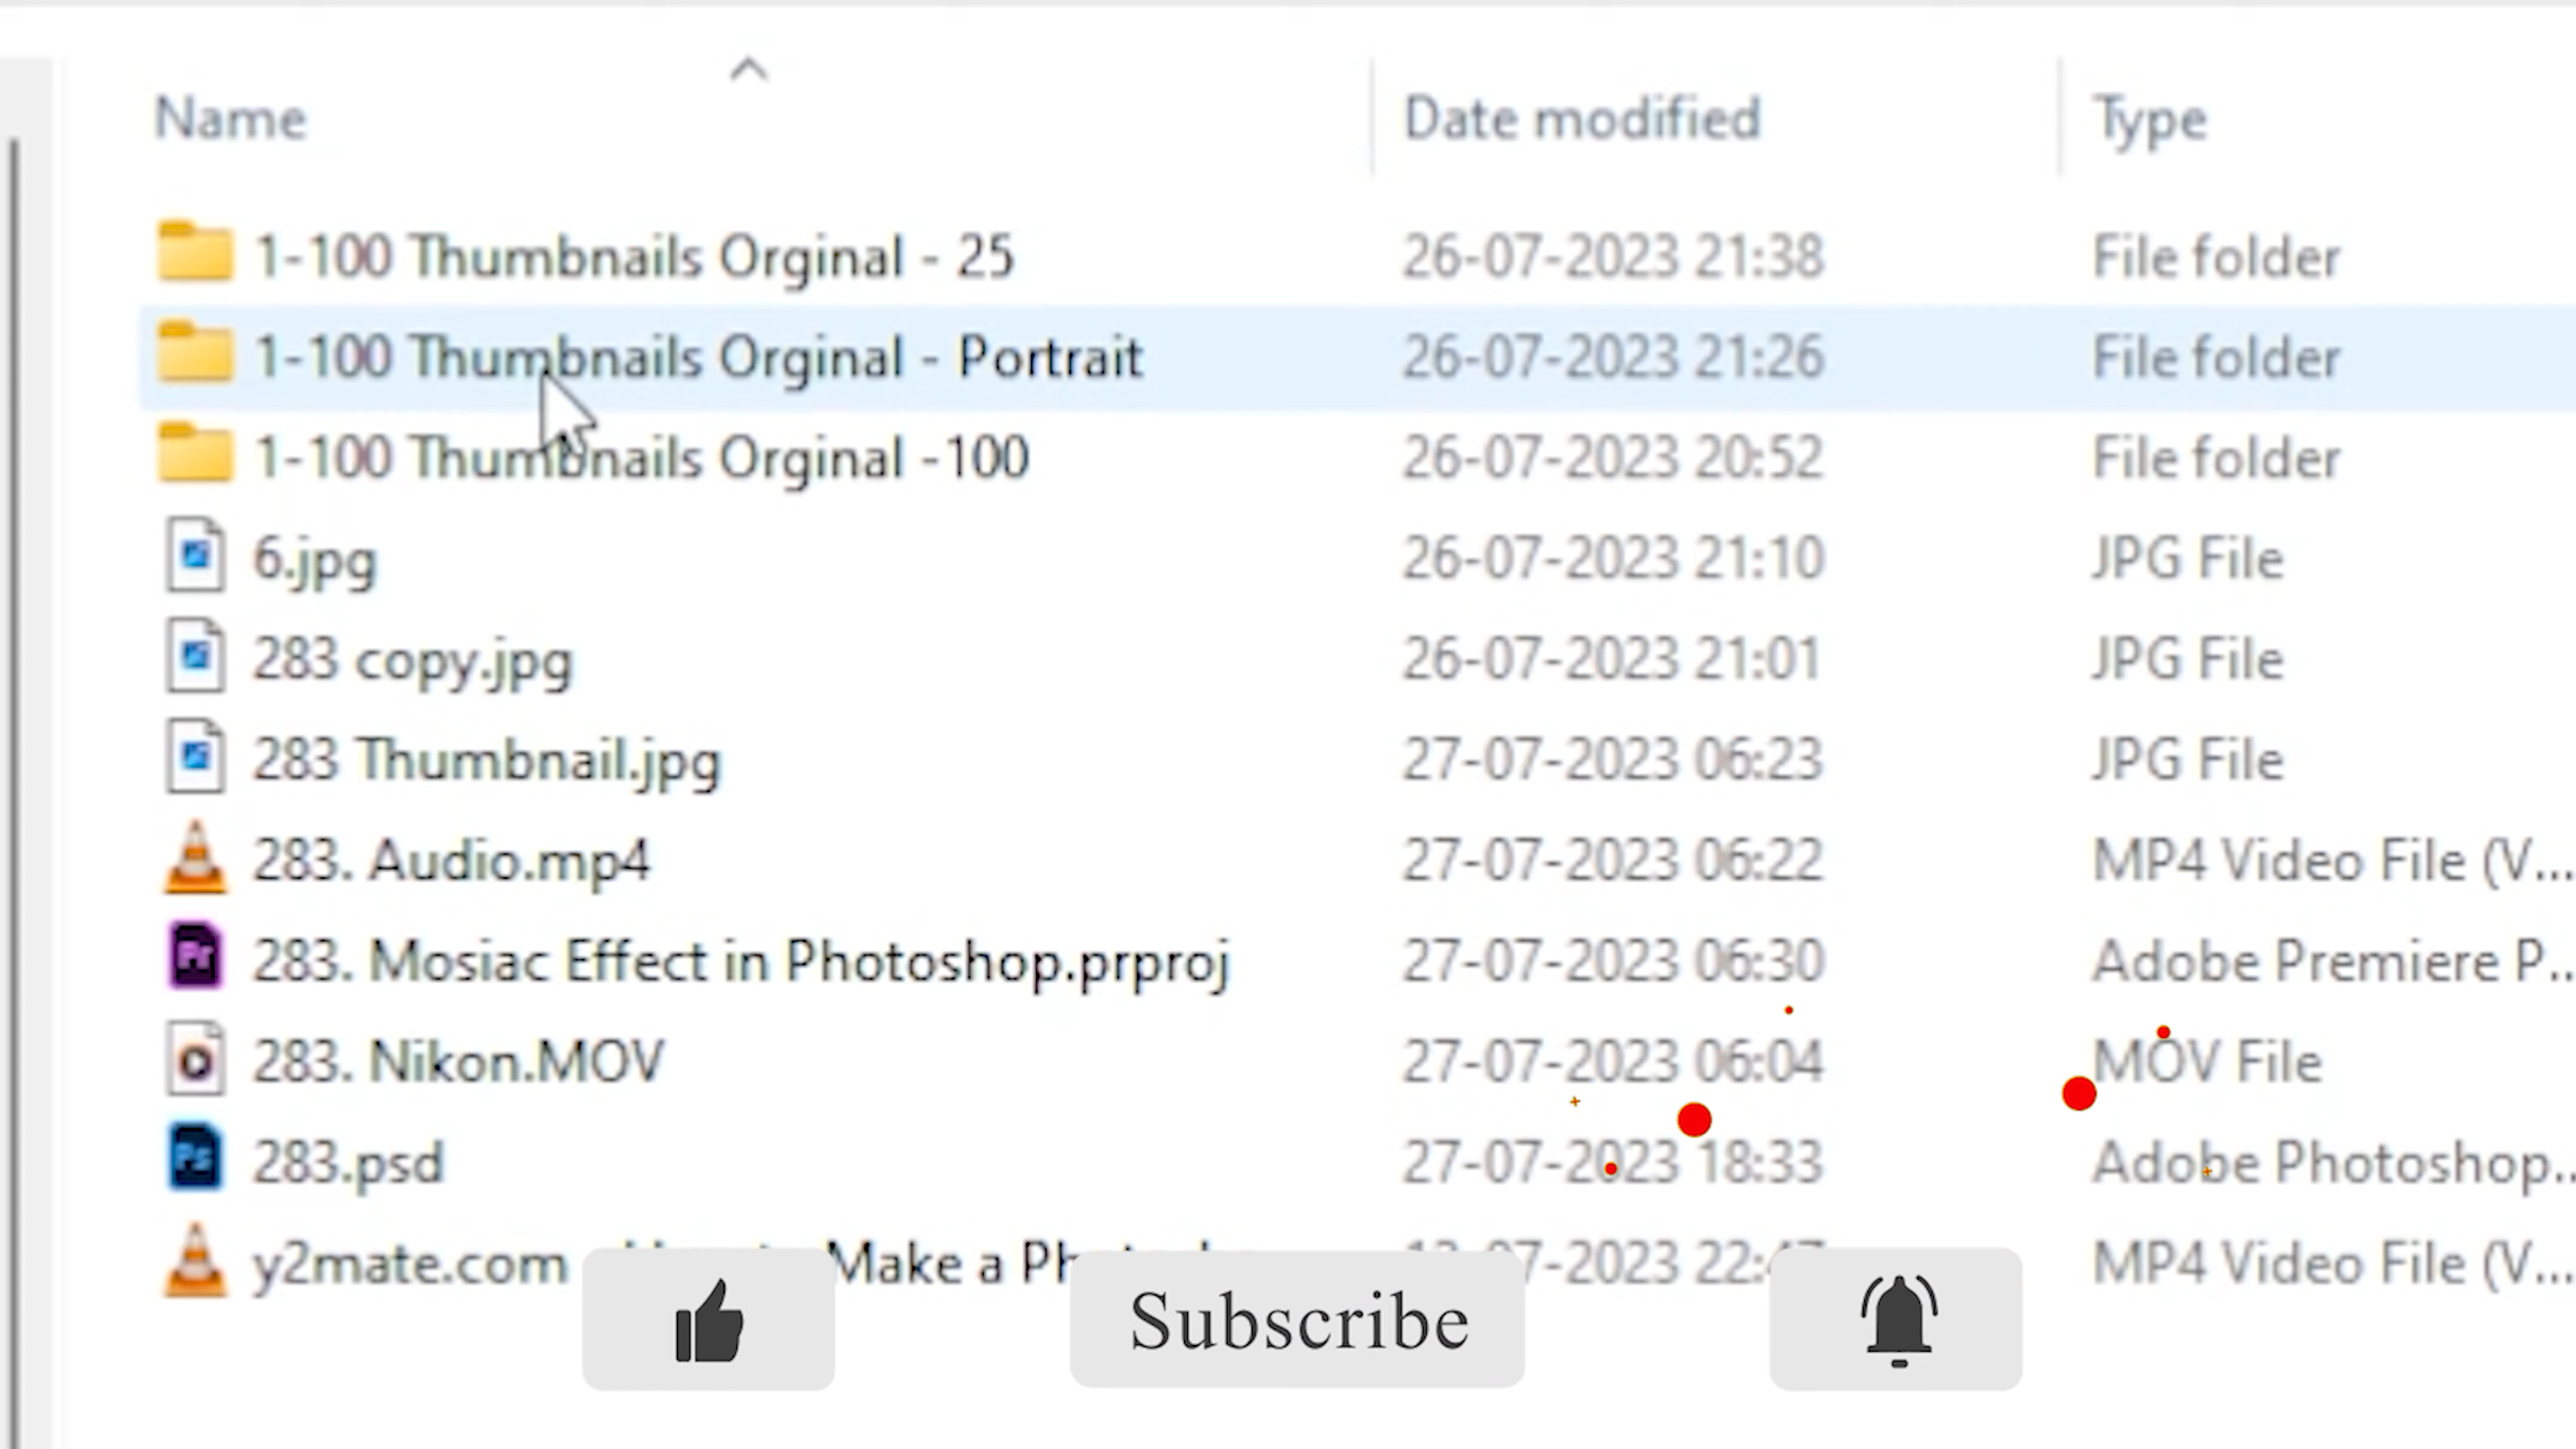 Name Date modified Type
1-100 Thumbnails Orginal - 25 26-07-2023 21:38 File folder
1-100 Thumbnails Orginal - Portrait 26-07-2023 21:26 File folder
1-100 Thumbnails Orginal -100 26-07-2023 20:52 File folder
6.jpg 26-07-2023 21:10 JPG File
283 copy.jpg 26-07-2023 21:01 JPG File
283 Thumbnail.jpg 27-07-2023 06:23 JPG File
283. Audio.mp4 27-07-2023 06:22 MP4 Video File (V...
283. Mosiac Effect in Photoshop.prproj 27-07-2023 06:30 Adobe Premiere P...
283. Nikon.MOV 27-07-2023 06:04 MOV File
283.psd 27-07-2023 18:33 Adobe Photoshop...
y2mate.com Make a MP4 Video File (V...
Subscribe